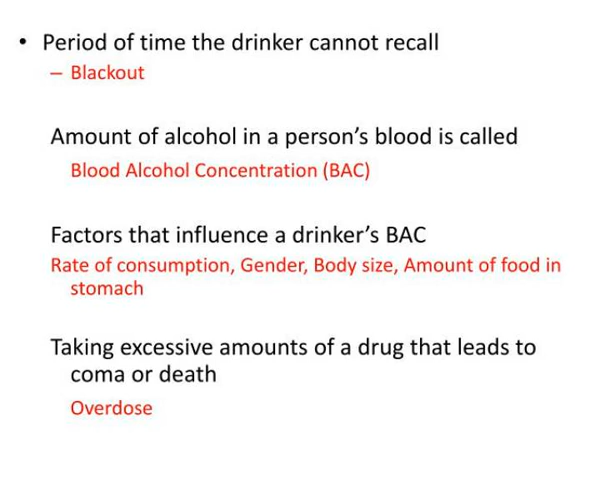 • Period of time the drinker cannot recall
– Blackout
Amount of alcohol in a person's blood is called
Blood Alcohol Concentration (BAC)
Factors that influence a drinker's BAC
Rate of consumption, Gender, Body size, Amount of food in
stomach
Taking excessive amounts of a drug that leads to
coma or death
Overdose